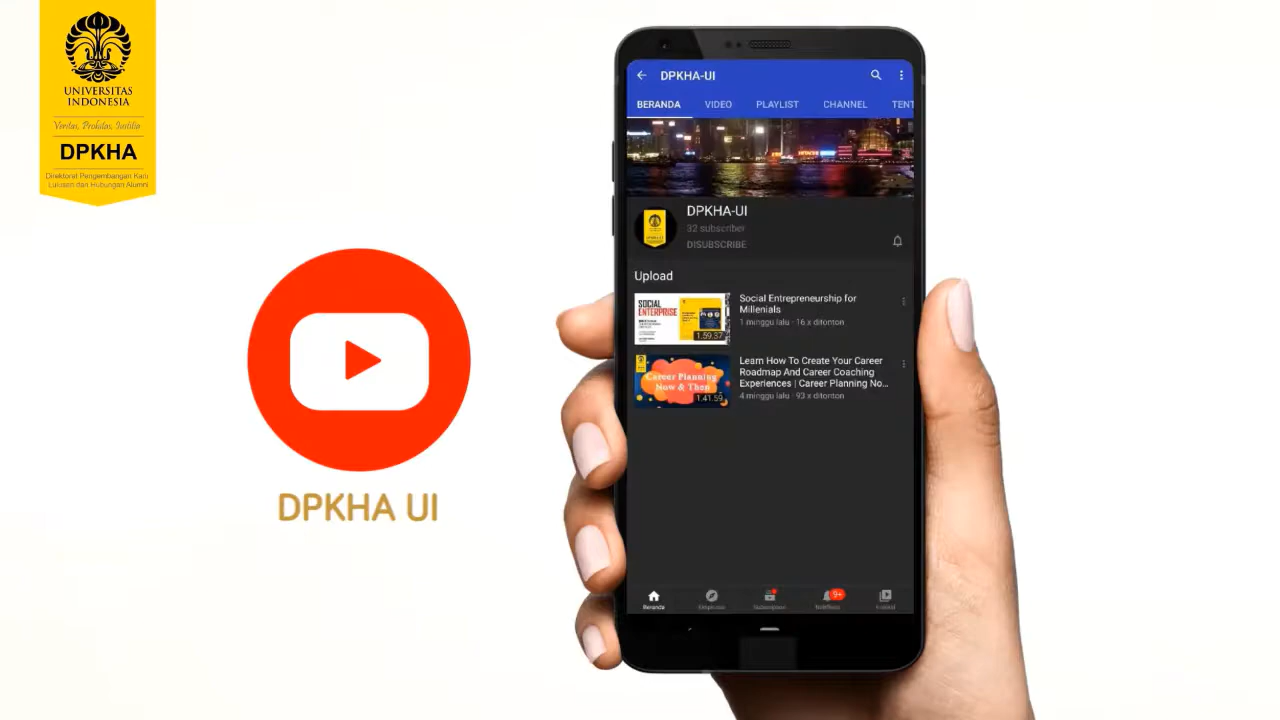 UNIVERSITAS
INDONESIA
Veritas, Probitas, Iustitia
DPKHA
Direktorat Pengembangan Karir
Lulusan dan Hubungan Alumni
DPKHA UI
DPKHA-UI
BERANDA VIDEO PLAYLIST CHANNEL TENT
DPKHA-UI
32 subscriber
DISUBSCRIBE
Upload
SOCIAL
ENTERPRISE
1.59.37
Social Entrepreneurship for
Millenials
1 minggu lalu · 16 x ditonton
Career Planning
Now & Then
1.41.59
Learn How To Create Your Career
Roadmap And Career Coaching
Experiences | Career Planning No...
4 minggu lalu · 93 x ditonton
9+
Beranda